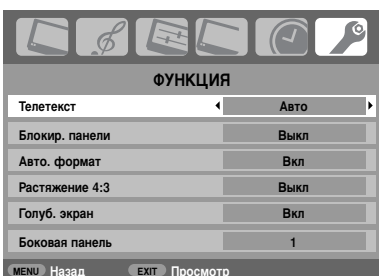 ФУНКЦИЯ
Телетекст Авто
Блокир. панели Выкл
Авто. формат Вкл
Растяжение 4:3 Выкл
Голуб. экран Вкл
Боковая панель 1
MENU Назад EXIT Просмотр